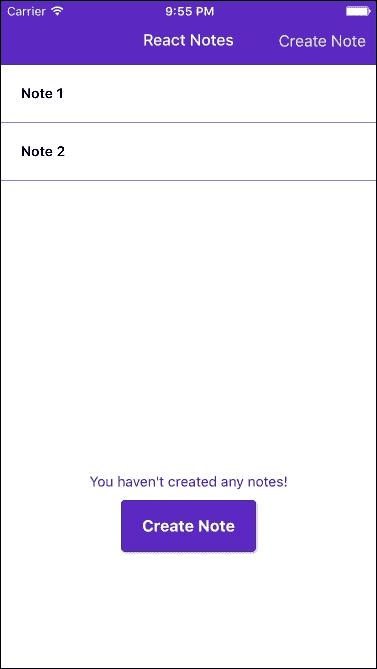 Carrier 9:55 PM
React Notes Create Note
Note 1
Note 2
You haven't created any notes!
Create Note